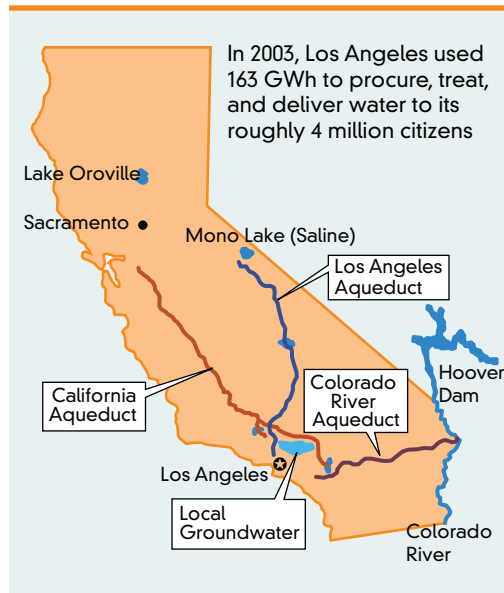 In 2003, Los Angeles used
163 GWh to procure, treat,
and deliver water to its
roughly 4 million citizens
Lake Oroville
Sacramento
Mono Lake (Saline)
Los Angeles
Aqueduct
Hoover
Dam
Colorado
River
Aqueduct
California
Aqueduct
Los Angeles
Local
Groundwater
Colorado
River